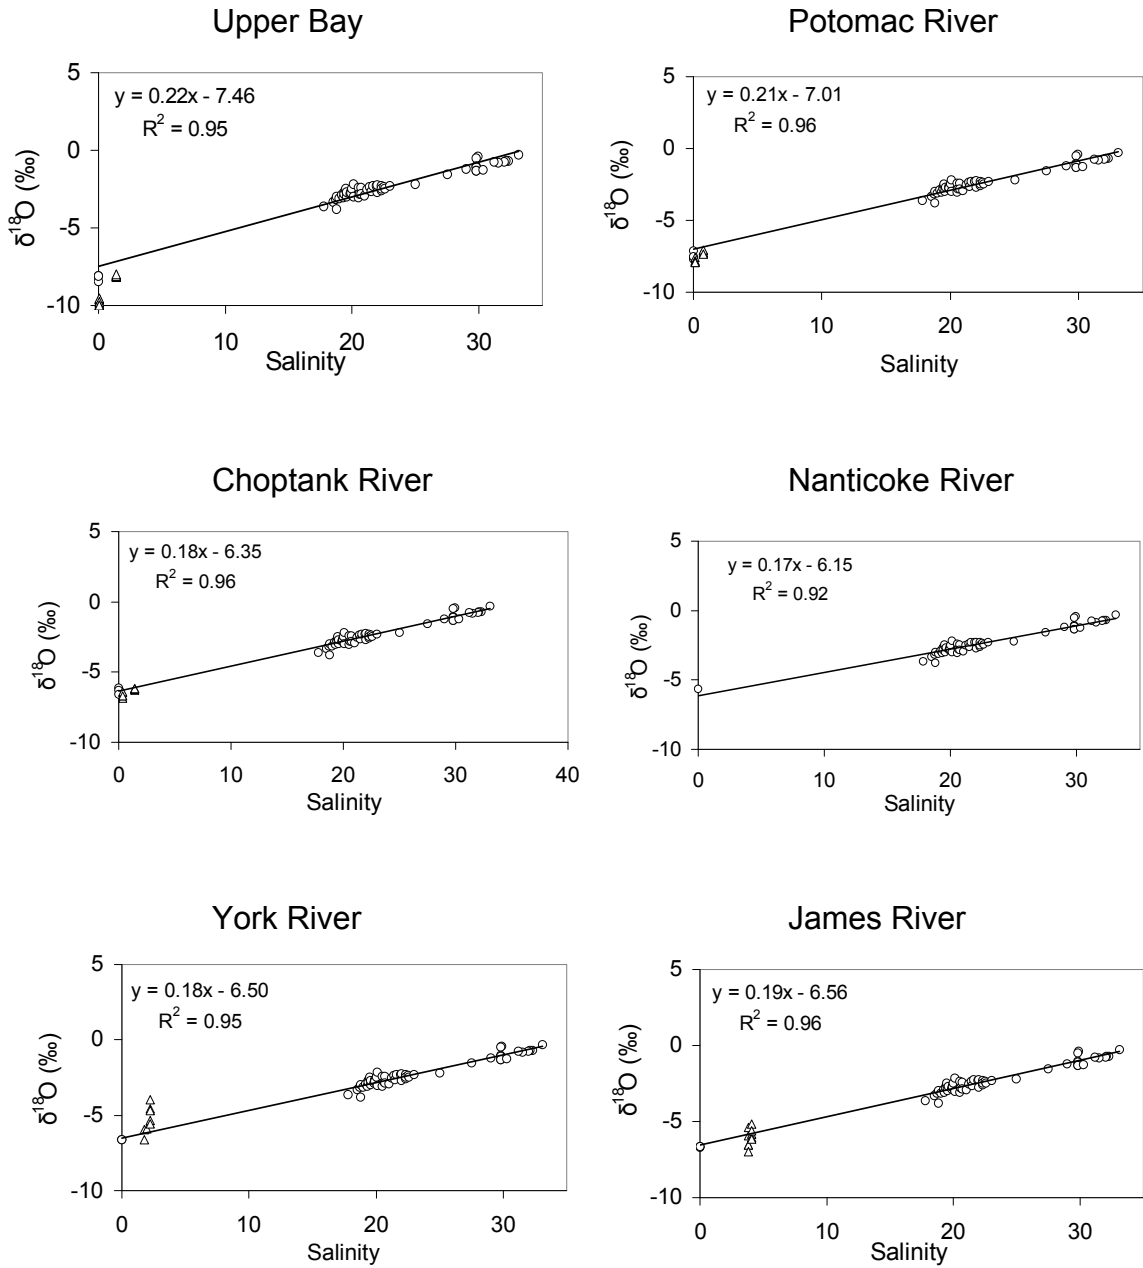 Upper Bay
5
0
-5
-10
δ18O (‰)
y = 0.22x - 7.46
R2 = 0.95
0 10 20 30
Salinity
Potomac River
5
0
-5
-10
δ18O (‰)
y = 0.21x - 7.01
R2 = 0.96
0 10 20 30
Salinity
Choptank River
5
0
-5
-10
δ18O (‰)
y = 0.18x - 6.35
R2 = 0.96
0 10 20 30 40
Salinity
Nanticoke River
5
0
-5
-10
δ18O (‰)
y = 0.17x - 6.15
R2 = 0.92
0 10 20 30
Salinity
York River
5
0
-5
-10
δ18O (‰)
y = 0.18x - 6.50
R2 = 0.95
0 10 20 30
Salinity
James River
5
0
-5
-10
δ18O (‰)
y = 0.19x - 6.56
R2 = 0.96
0 10 20 30
Salinity